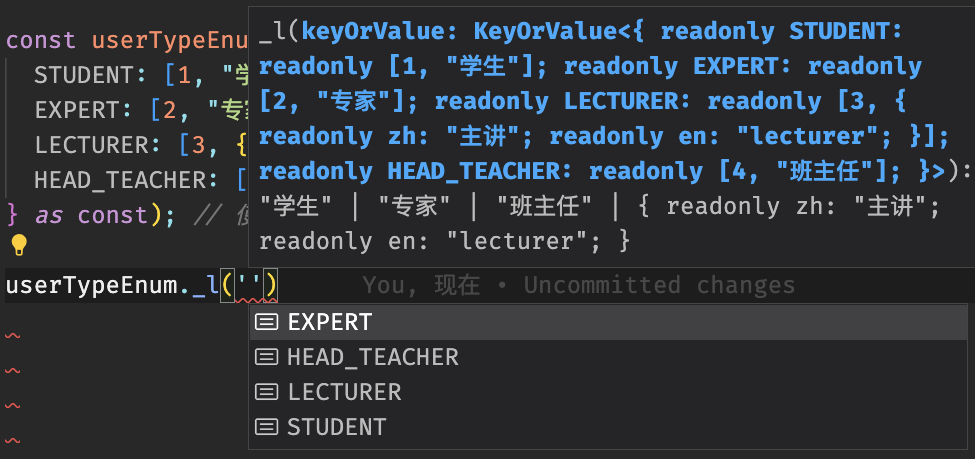 const userTypeEnu
STUDENT: [1, "学
EXPERT: [2, "专家
LECTURER: [3, {
HEAD_TEACHER: [
} as const); // 使
_l(keyOrValue: KeyOrValue<{ readonly STUDENT:
readonly [1, "学生"]; readonly EXPERT: readonly
[2, "专家"]; readonly LECTURER: readonly [3, {
readonly zh: "主讲"; readonly en: "lecturer"; }];
readonly HEAD_TEACHER: readonly [4, "班主任"]; }>):
"学生" | "专家" | "班主任" | { readonly zh: "主讲";
readonly en: "lecturer"; }
userTypeEnum._l('') You, 现在 • Uncommitted changes
EXPERT
HEAD_TEACHER
LECTURER
STUDENT